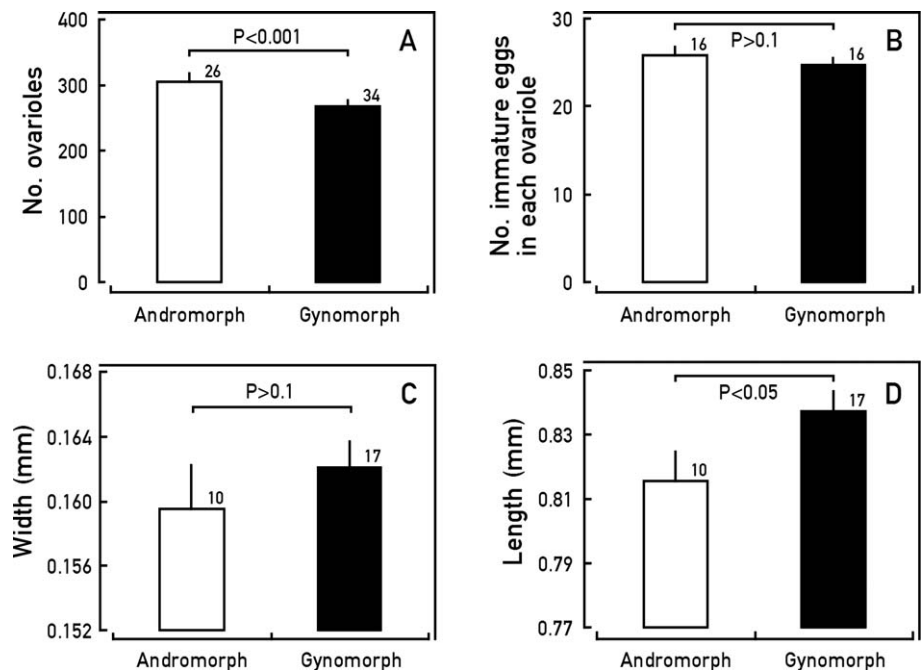 A
No. ovarioles
400
300
200
100
0
P<0.001
26
34
Andromorph
Gynomorph
B
No. immature eggs
in each ovariole
30
20
10
0
P>0.1
16
16
Andromorph
Gynomorph
C
Width (mm)
0.168
0.164
0.160
0.156
0.152
P>0.1
10
17
Andromorph
Gynomorph
D
Length (mm)
0.85
0.83
0.81
0.79
0.77
P<0.05
10
17
Andromorph
Gynomorph